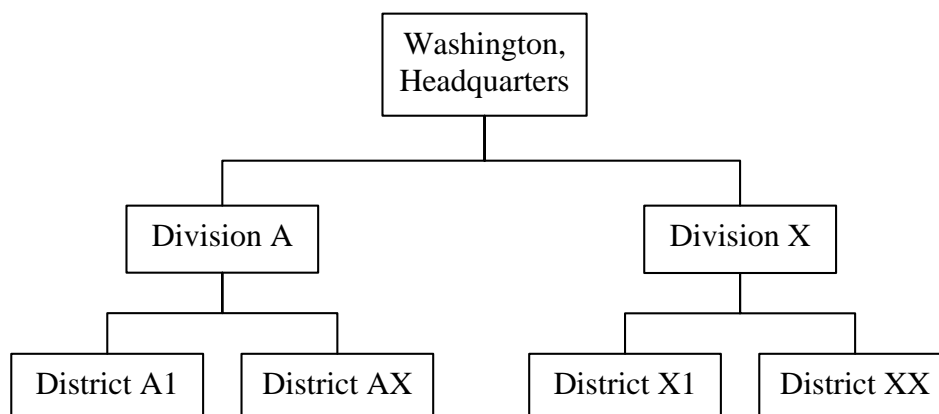 Washington,
Headquarters
Division A
Division X
District A1
District AX
District X1
District XX